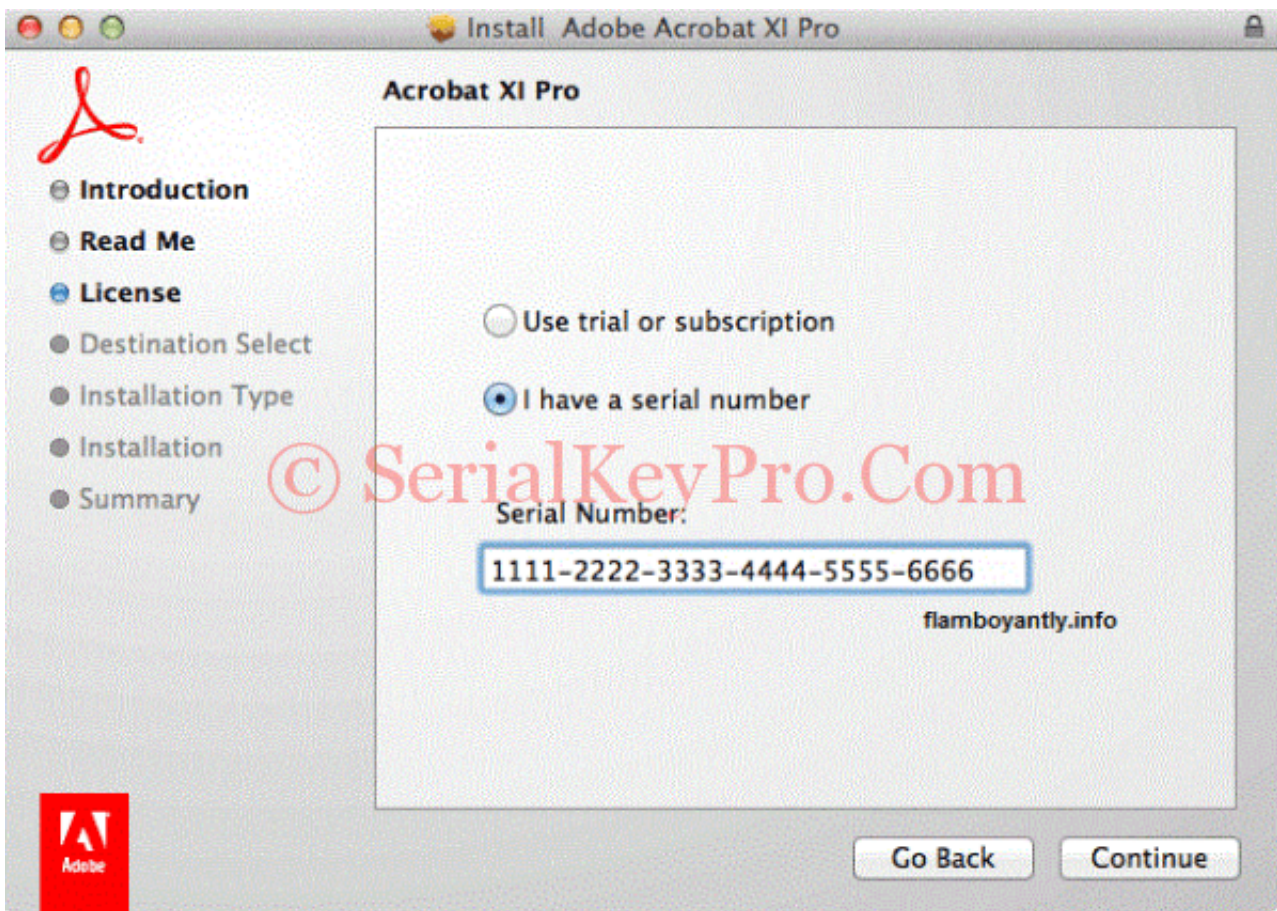 Install Adobe Acrobat XI Pro
Acrobat XI Pro
Introduction
Read Me
License
Destination Select
Installation Type
Installation
Summary
Use trial or subscription
I have a serial number
© SerialKeyPro.Com
Serial Number:
1111-2222-3333-4444-5555-6666
flamboyantly.info
Adobe
Go Back
Continue